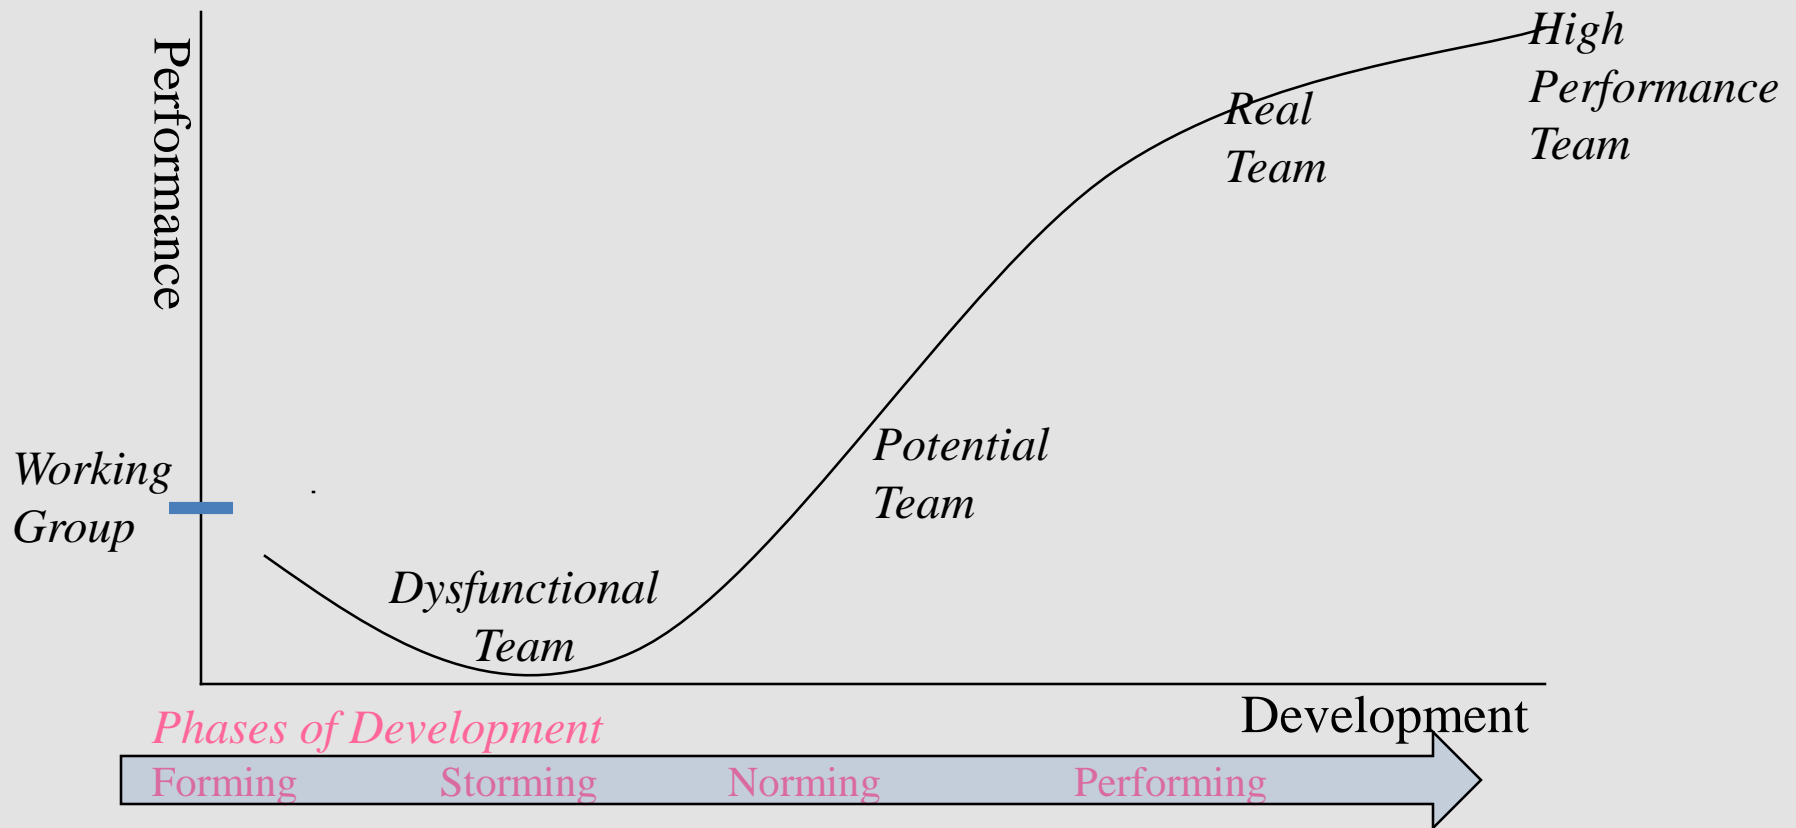 Performance
High
Performance
Team
Real
Team
Potential
Team
Working
Group
Dysfunctional
Team
Development
Phases of Development
Forming Storming Norming Performing